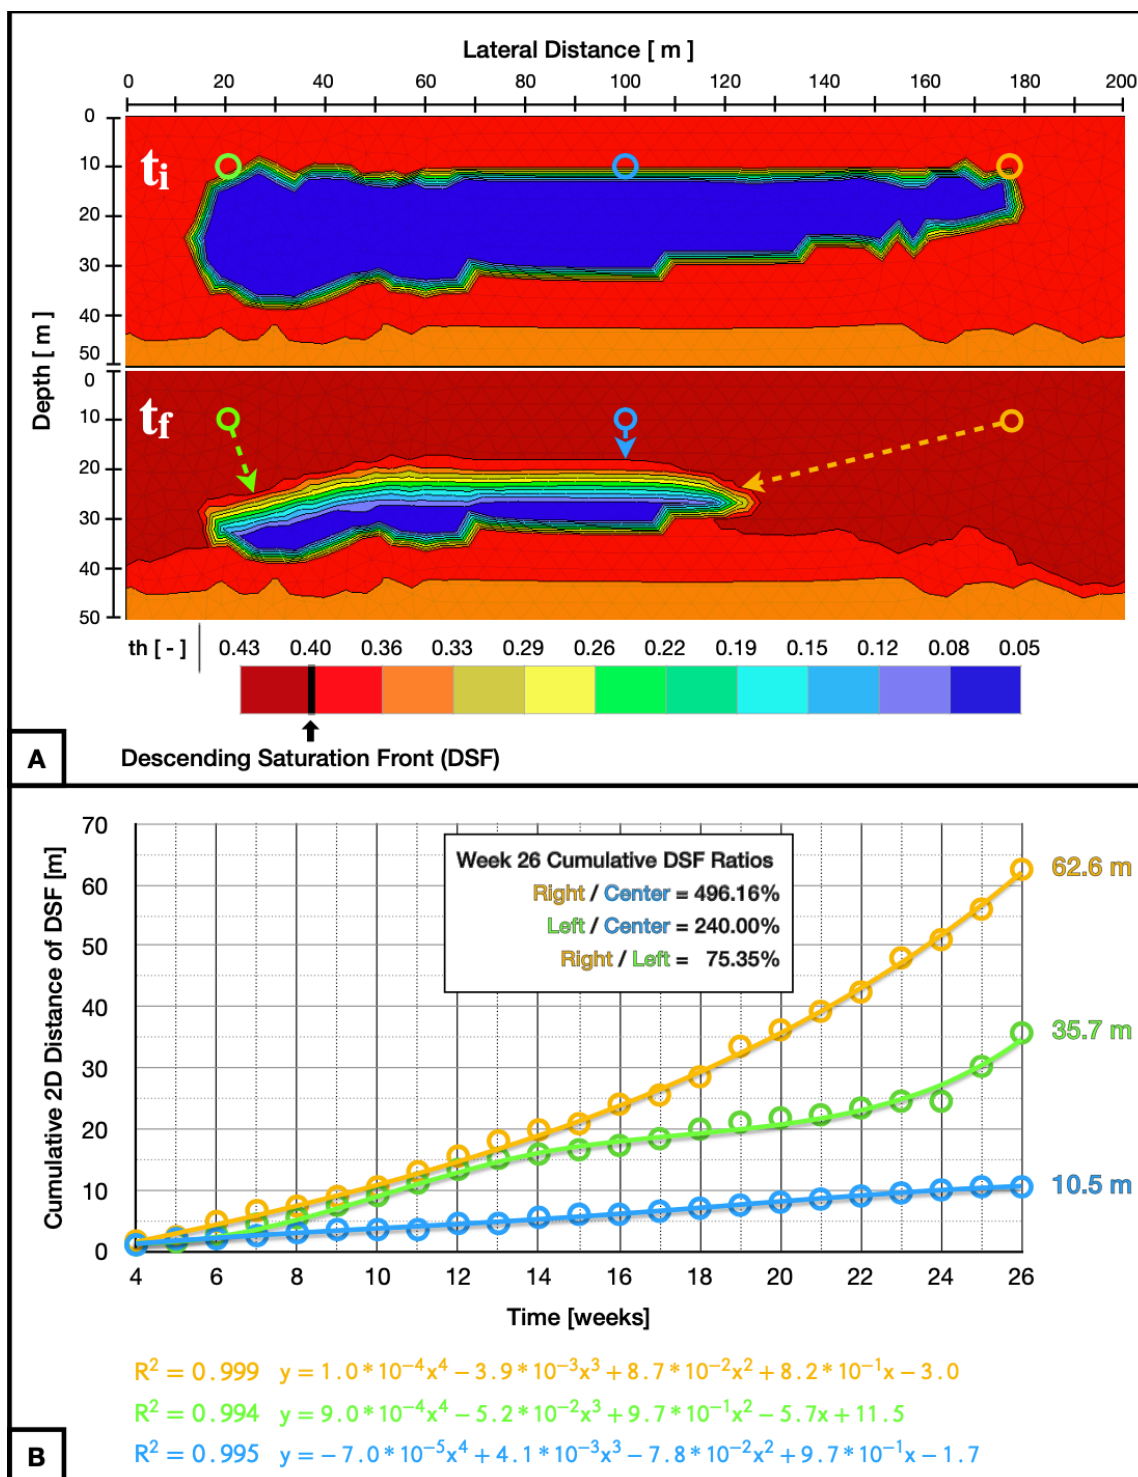 Lateral Distance [ m ]
0 20 40 60 80 100 120 140 160 180 200
Depth [ m ]
0
10
20
30
40
50
ti
0
10
20
30
40
50
tf
th [ - ] 0.43 0.40 0.36 0.33 0.29 0.26 0.22 0.19 0.15 0.12 0.08 0.05
A
Descending Saturation Front (DSF)
Cumulative 2D Distance of DSF [m]
70
60
50
40
30
20
10
0
Week 26 Cumulative DSF Ratios
Right / Center = 496.16%
Left / Center = 240.00%
Right / Left = 75.35%
62.6 m
35.7 m
10.5 m
4 6 8 10 12 14 16 18 20 22 24 26
Time [weeks]
R² = 0.999 y = 1.0*10⁻⁴x⁴ − 3.9*10⁻³x³ + 8.7*10⁻²x² + 8.2*10⁻¹x − 3.0
R² = 0.994 y = 9.0*10⁻⁴x⁴ − 5.2*10⁻²x³ + 9.7*10⁻¹x² − 5.7x + 11.5
R² = 0.995 y = − 7.0*10⁻⁵x⁴ + 4.1*10⁻³x³ − 7.8*10⁻²x² + 9.7*10⁻¹x − 1.7
B